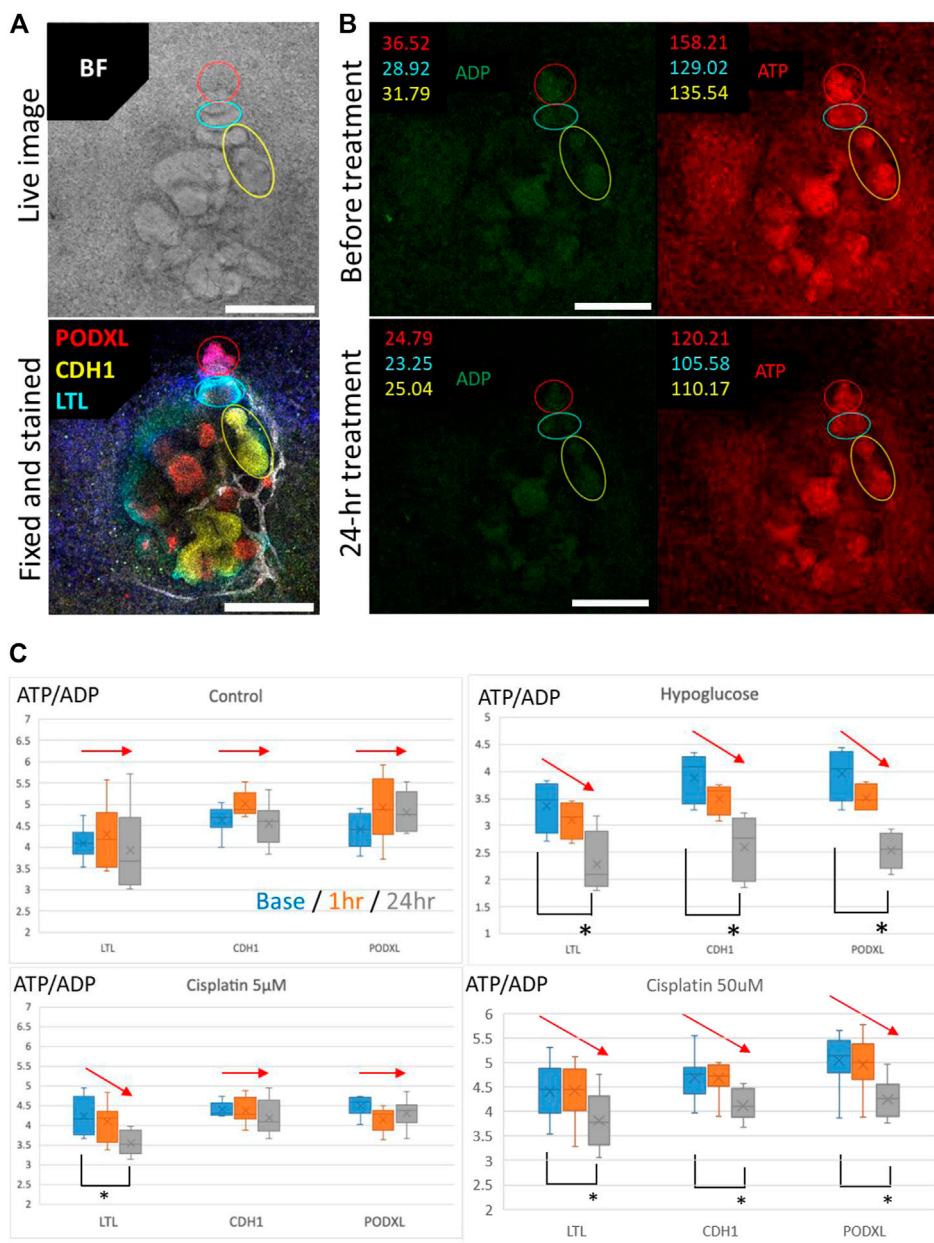 A
BF
Live image
PODXL
CDH1
LTL
Fixed and stained
B
Before treatment
36.52
28.92
31.79
ADP
158.21
129.02
135.54
ATP
24-hr treatment
24.79
23.25
25.04
ADP
120.21
105.58
110.17
ATP
C
ATP/ADP
Control
7
6.5
6
5.5
5
4.5
4
3.5
3
2.5
2
Base / 1hr / 24hr
LTL CDH1 PODXL
ATP/ADP
Hypoglucose
5
4.5
4
3.5
3
2.5
2
1.5
1
* * *
LTL CDH1 PODXL
ATP/ADP
Cisplatin 5μM
7
6.5
6
5.5
5
4.5
4
3.5
3
2.5
2
*
LTL CDH1 PODXL
ATP/ADP
Cisplatin 50uM
6
5.5
5
4.5
4
3.5
3
2.5
2
* * *
LTL CDH1 PODXL